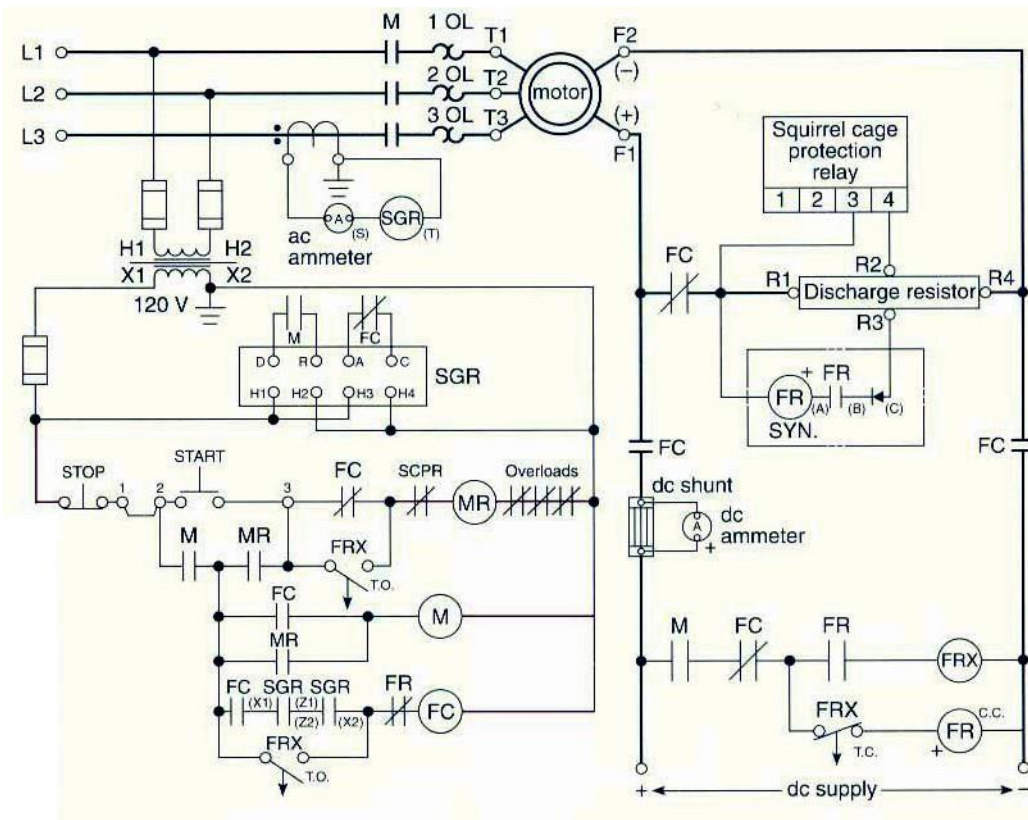 M 1 OL T1 F2
L1
(–)
L2 2 OL T2 motor
(+)
L3 3 OL T3 F1
Squirrel cage
protection
relay
1 2 3 4
A (S) SGR (T)
ac
ammeter
H1 H2
X1 X2
120 V
FC R1 R2 R4
Discharge resistor
R3
M FC
D R A C
SGR
H1 H2 H3 H4
+ FR
FR (A) (B) (C)
SYN.
FC FC
STOP START FC SCPR Overloads
1 2 3 MR
dc shunt
A dc
ammeter
+
M MR FRX
T.O.
FC
M
MR
M FC FR
FRX
FC SGR SGR FR
(X1) (Z1)
(Z2) (X2) FC
FRX C.C.
+ FR
T.C.
FRX
T.O.
+ dc supply –